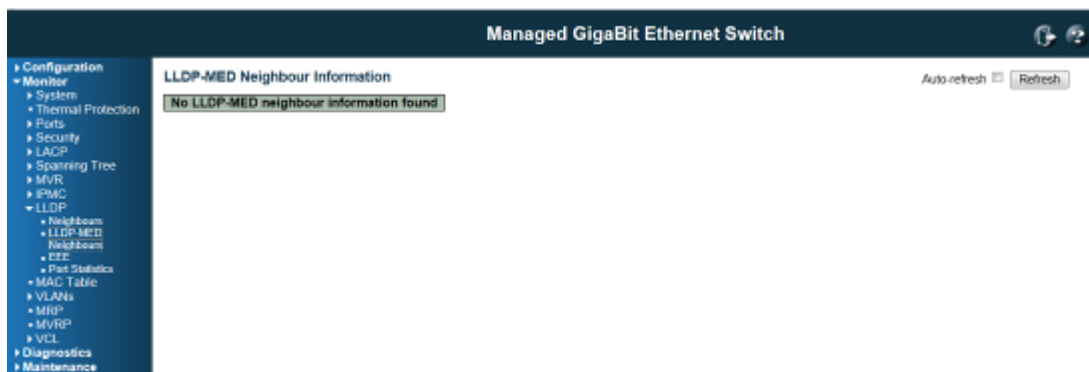 Managed GigaBit Ethernet Switch
Configuration
Monitor
System
Thermal Protection
Ports
Security
LACP
Spanning Tree
MVR
IPMC
LLDP
Neighbours
LLDP-MED
Neighbours
EEE
Port Statistics
MAC Table
VLANs
MRP
MVRP
VCL
Diagnostics
Maintenance
LLDP-MED Neighbour Information
Auto-refresh
Refresh
No LLDP-MED neighbour information found